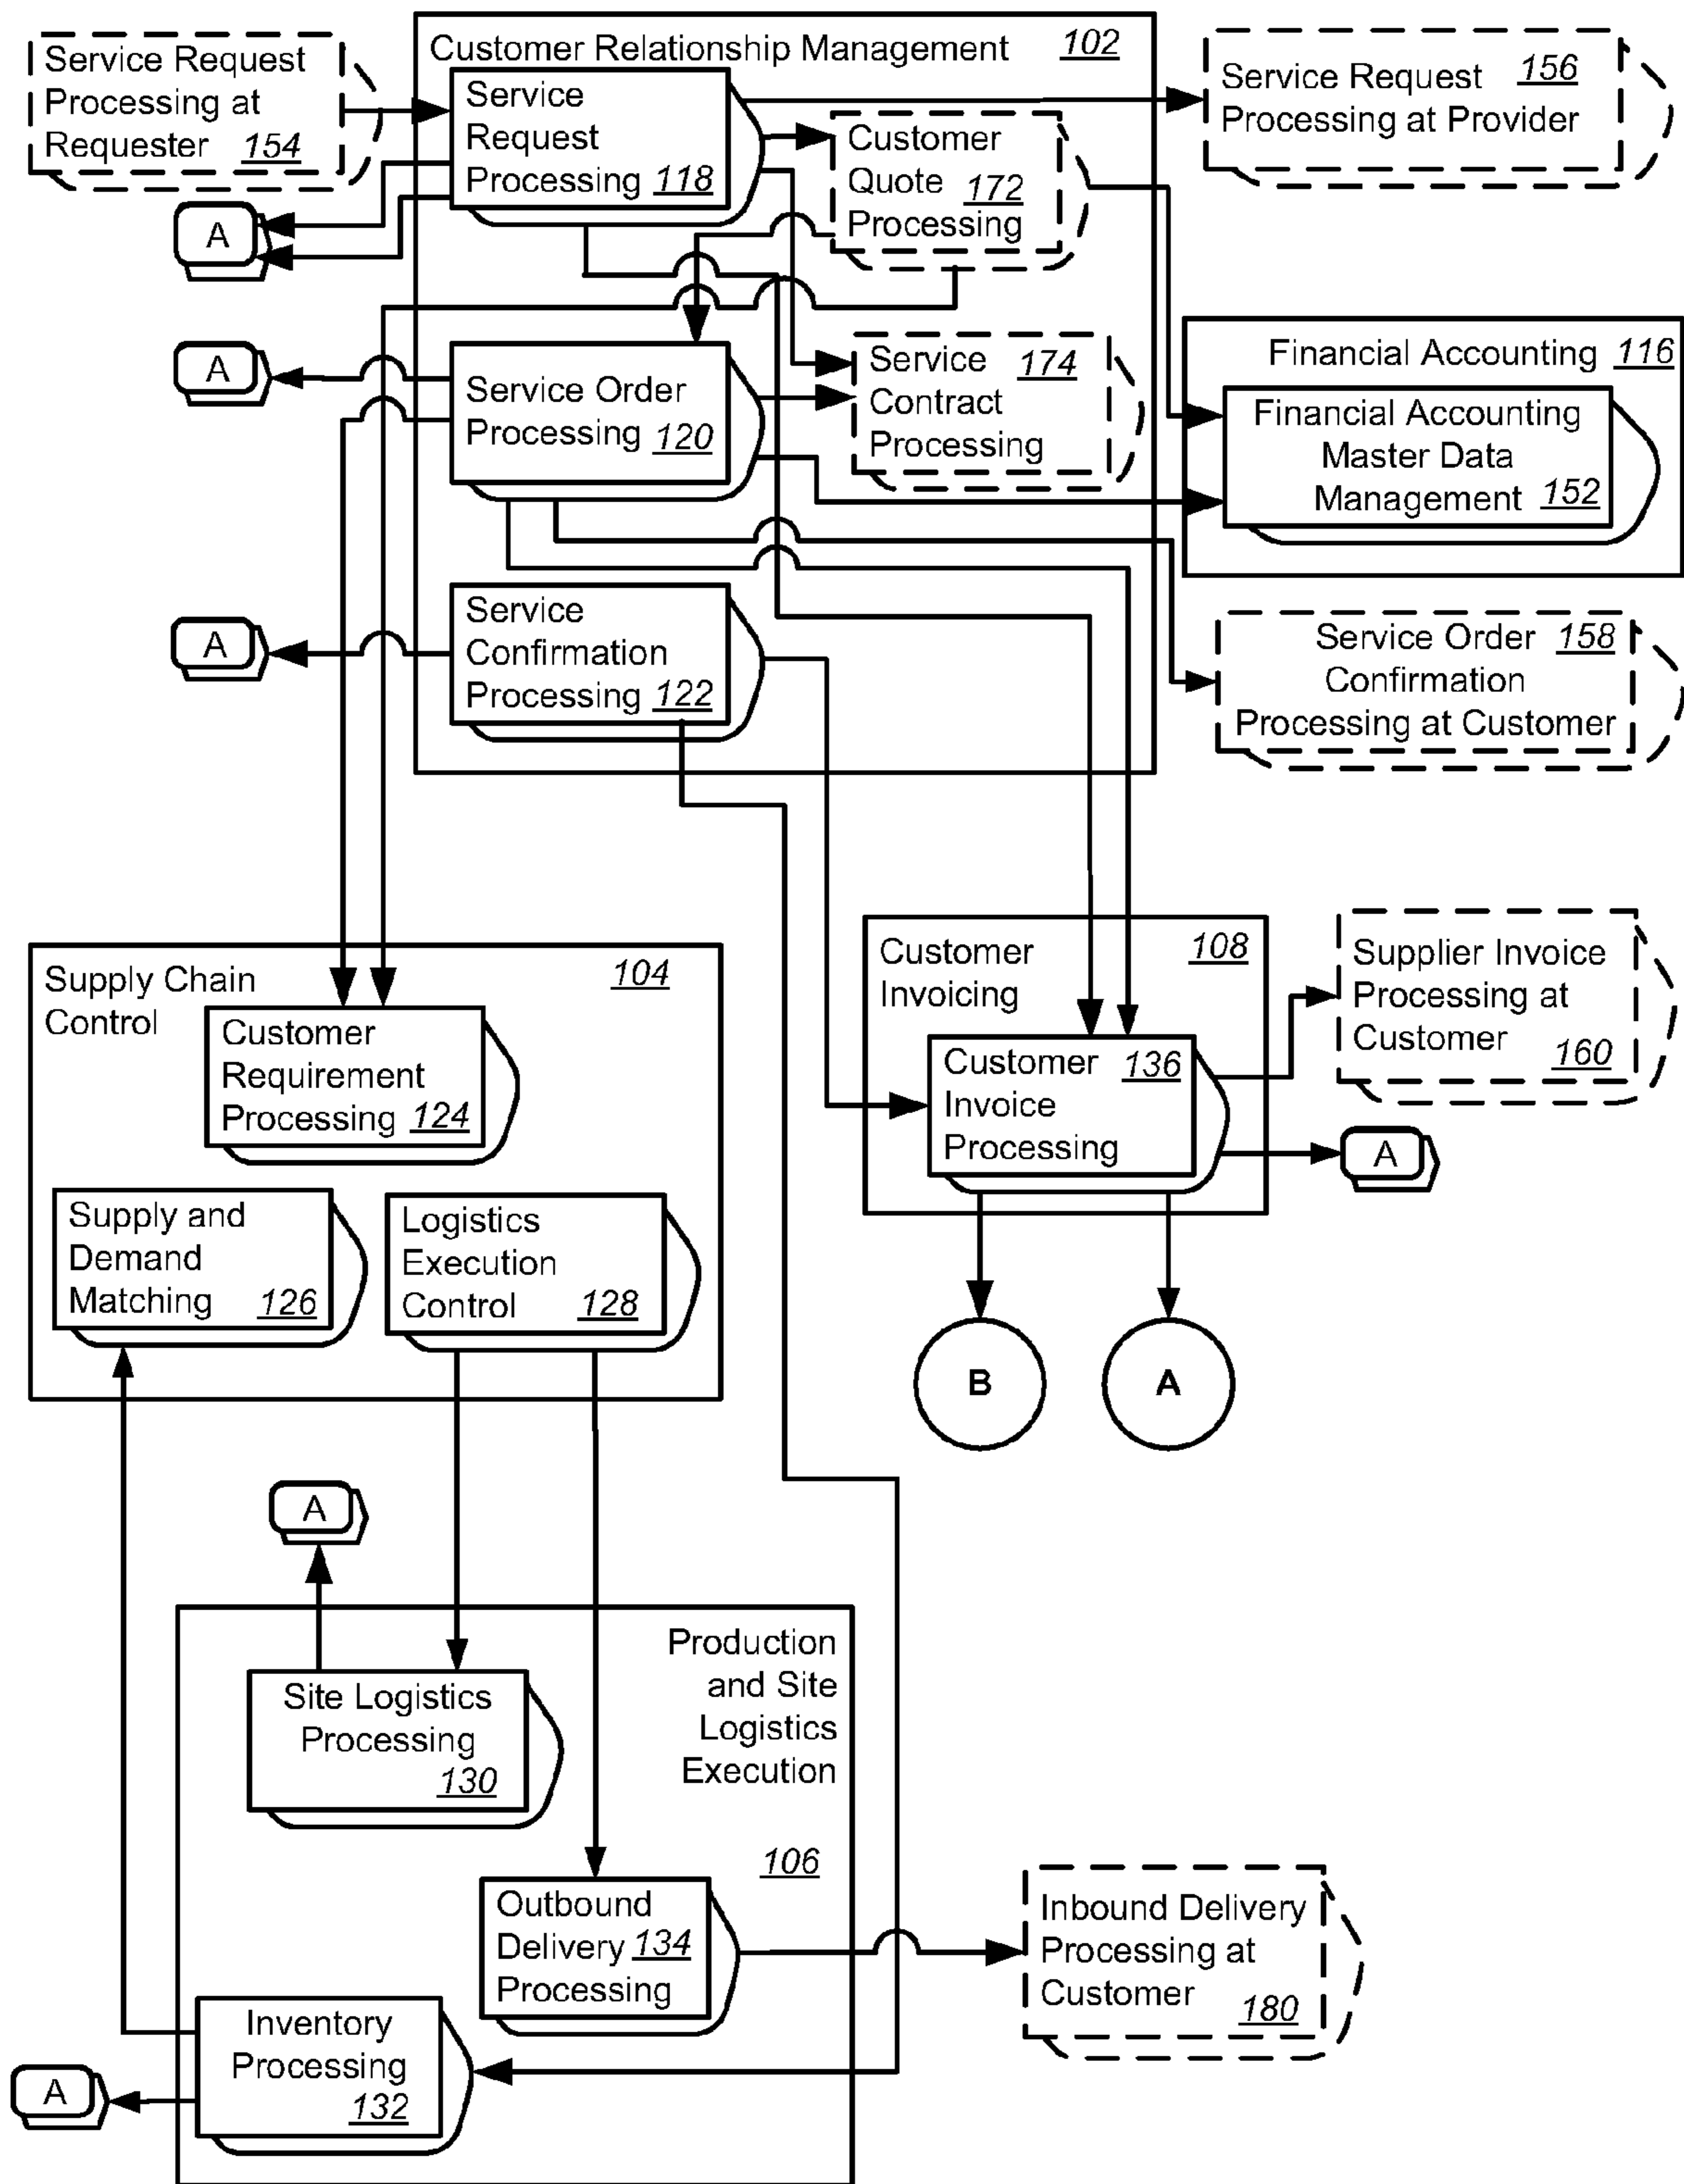 Customer Relationship Management 102
Service Request
Processing at
Requester 154
Service
Request
Processing 118
Customer
Quote 172
Processing
Service Request 156
Processing at Provider
A
A
Service Order
Processing 120
Service 174
Contract
Processing
Financial Accounting 116
Financial Accounting
Master Data
Management 152
A
Service
Confirmation
Processing 122
Service Order 158
Confirmation
Processing at Customer
Supply Chain 104
Control
Customer
Requirement
Processing 124
Supply and
Demand
Matching 126
Logistics
Execution
Control 128
Customer 108
Invoicing
Customer 136
Invoice
Processing
Supplier Invoice
Processing at
Customer 160
A
B
A
A
Production
and Site
Logistics
Execution
106
Site Logistics
Processing
130
Outbound
Delivery 134
Processing
Inbound Delivery
Processing at
Customer 180
Inventory
Processing
132
A